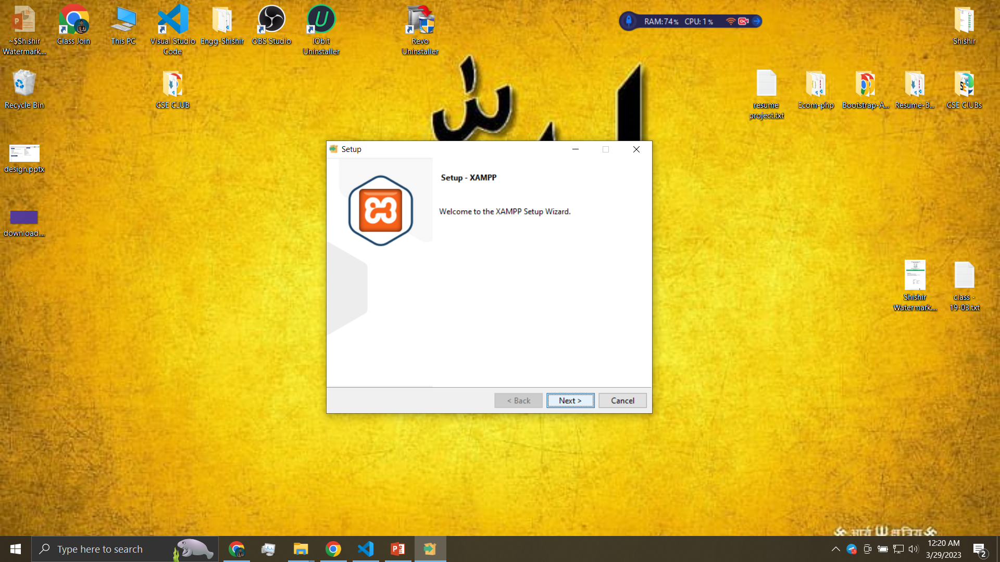 ~$Shishir
Watermark....
Class Join
This PC
Visual Studio
Code
Engg-Shishir
OBS Studio
IObit
Uninstaller
Revo
Uninstaller
RAM:74% CPU: 1%
Shishir
Recycle Bin
CSE CLUB
resume
project.txt
Ecom-php
Bootstrap-A...
Resume-B...
CSE ClUBs
design.pptx
download....
Setup
Setup - XAMPP
Welcome to the XAMPP Setup Wizard.
< Back
Next >
Cancel
Shishir
Watermark....
class -
19-03.txt
Type here to search
12:20 AM
3/29/2023
2